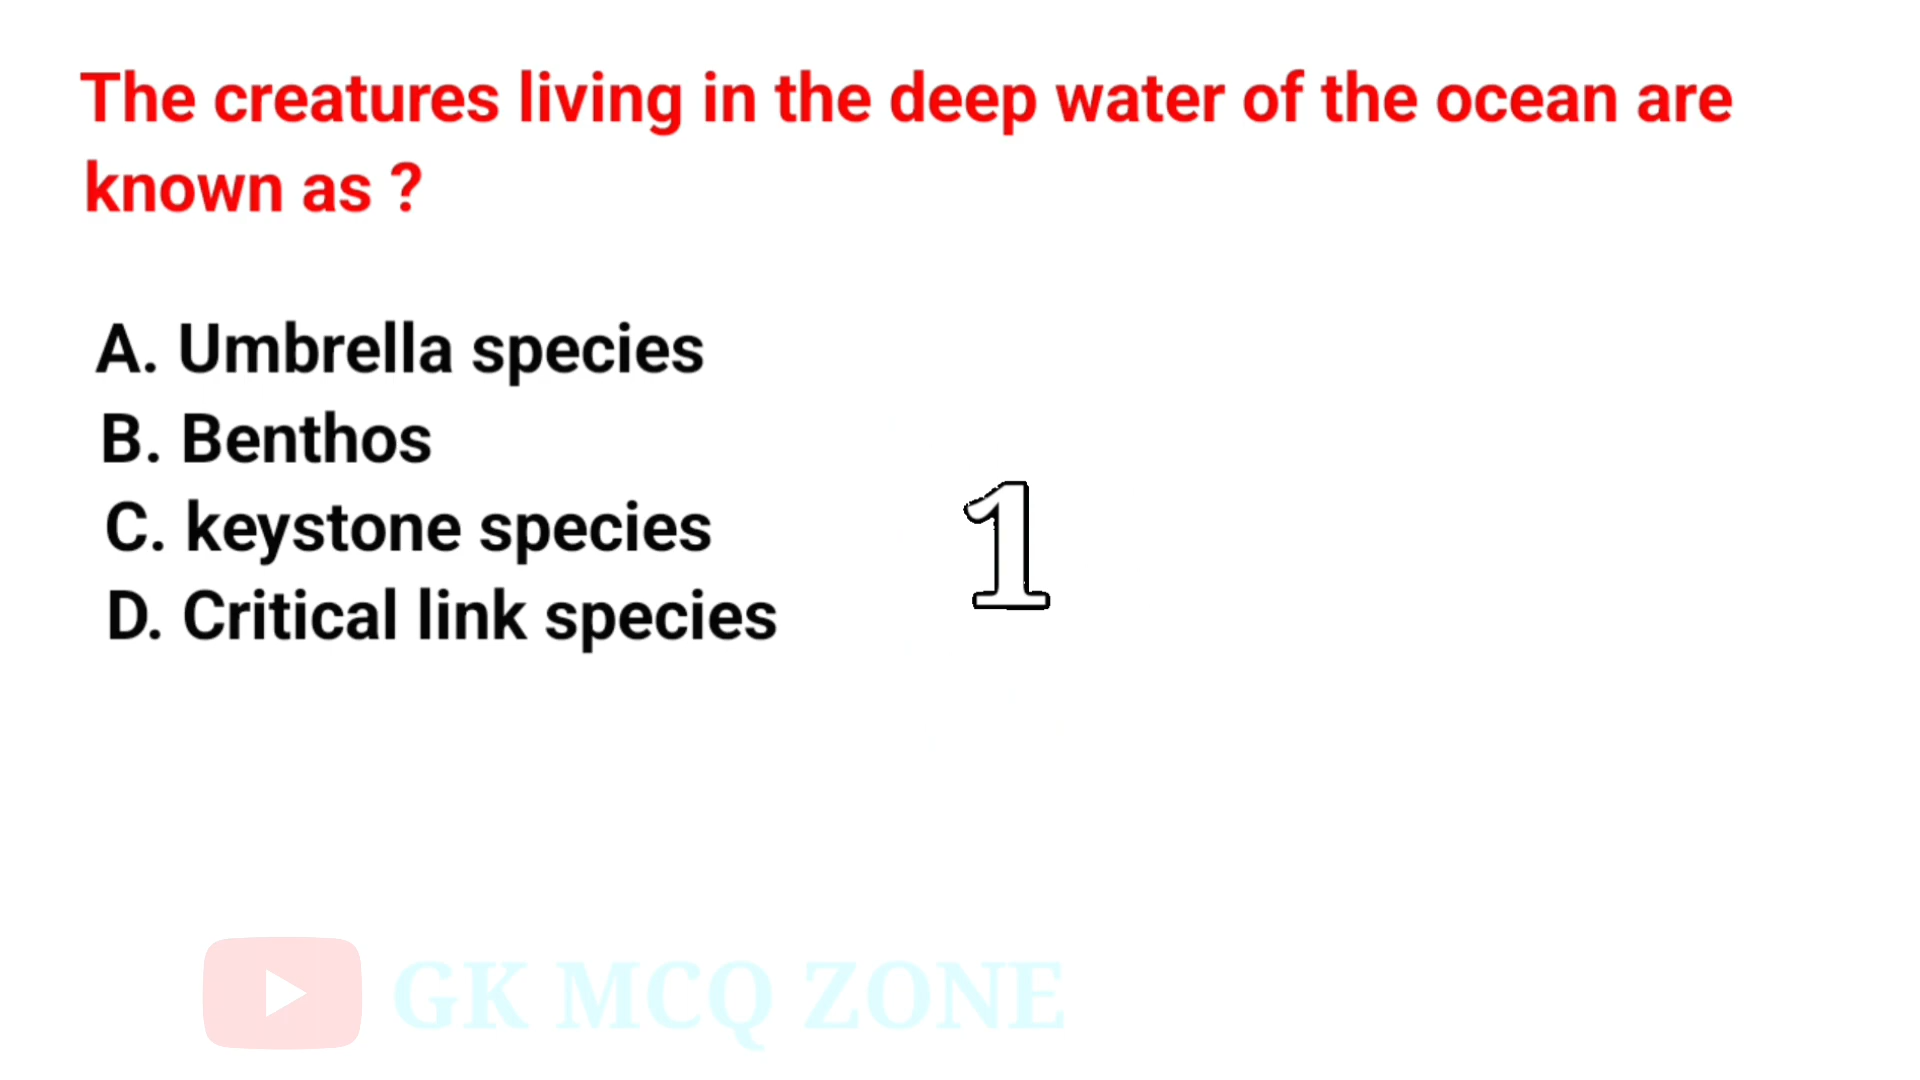 The creatures living in the deep water of the ocean are
known as ?
A. Umbrella species
B. Benthos
C. keystone species
D. Critical link species
1
GK MCQ ZONE